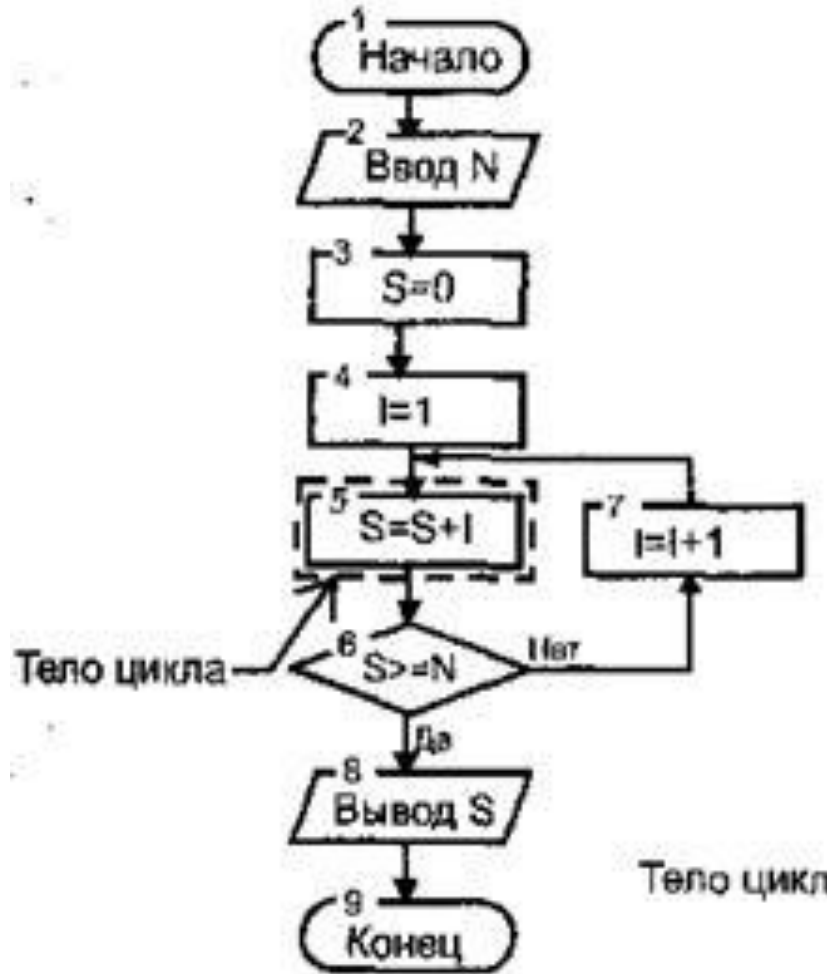 1
Начало
2
Ввод N
3
S=0
4
I=1
5
S=S+I
7
I=I+1
Тело цикла
6
S>=N
Нет
Да
8
Вывод S
Тело цикл
9
Конец